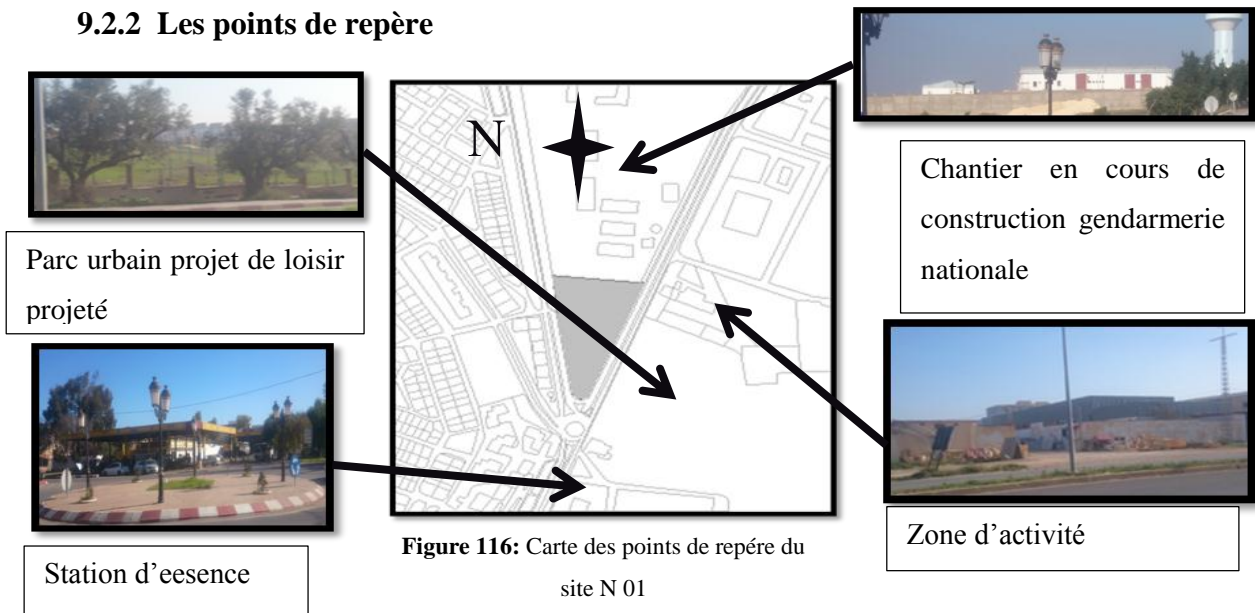 9.2.2 Les points de repère
N
Parc urbain projet de loisir
projeté
Chantier en cours de
construction gendarmerie
nationale
Station d’eesence
Zone d’activité
Figure 116: Carte des points de repére du
site N 01